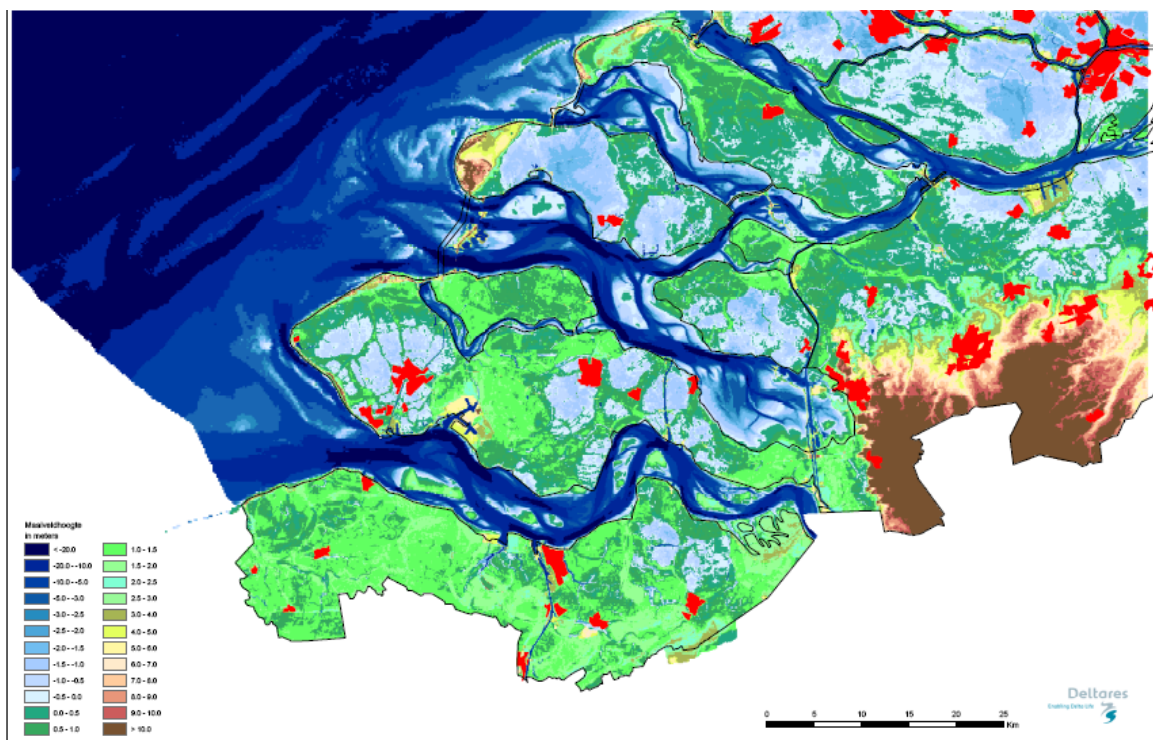 Maaiveldhoogte
in meters
< -20.0
-20.0 - -10.0
-10.0 - -5.0
-5.0 - -3.0
-3.0 - -2.5
-2.5 - -2.0
-2.0 - -1.5
-1.5 - -1.0
-1.0 - -0.5
-0.5 - 0.0
0.0 - 0.5
0.5 - 1.0
1.0 - 1.5
1.5 - 2.0
2.0 - 2.5
2.5 - 3.0
3.0 - 4.0
4.0 - 5.0
5.0 - 6.0
6.0 - 7.0
7.0 - 8.0
8.0 - 9.0
9.0 - 10.0
> 10.0
Deltares
Enabling Delta Life
0 5 10 15 20 25
Km